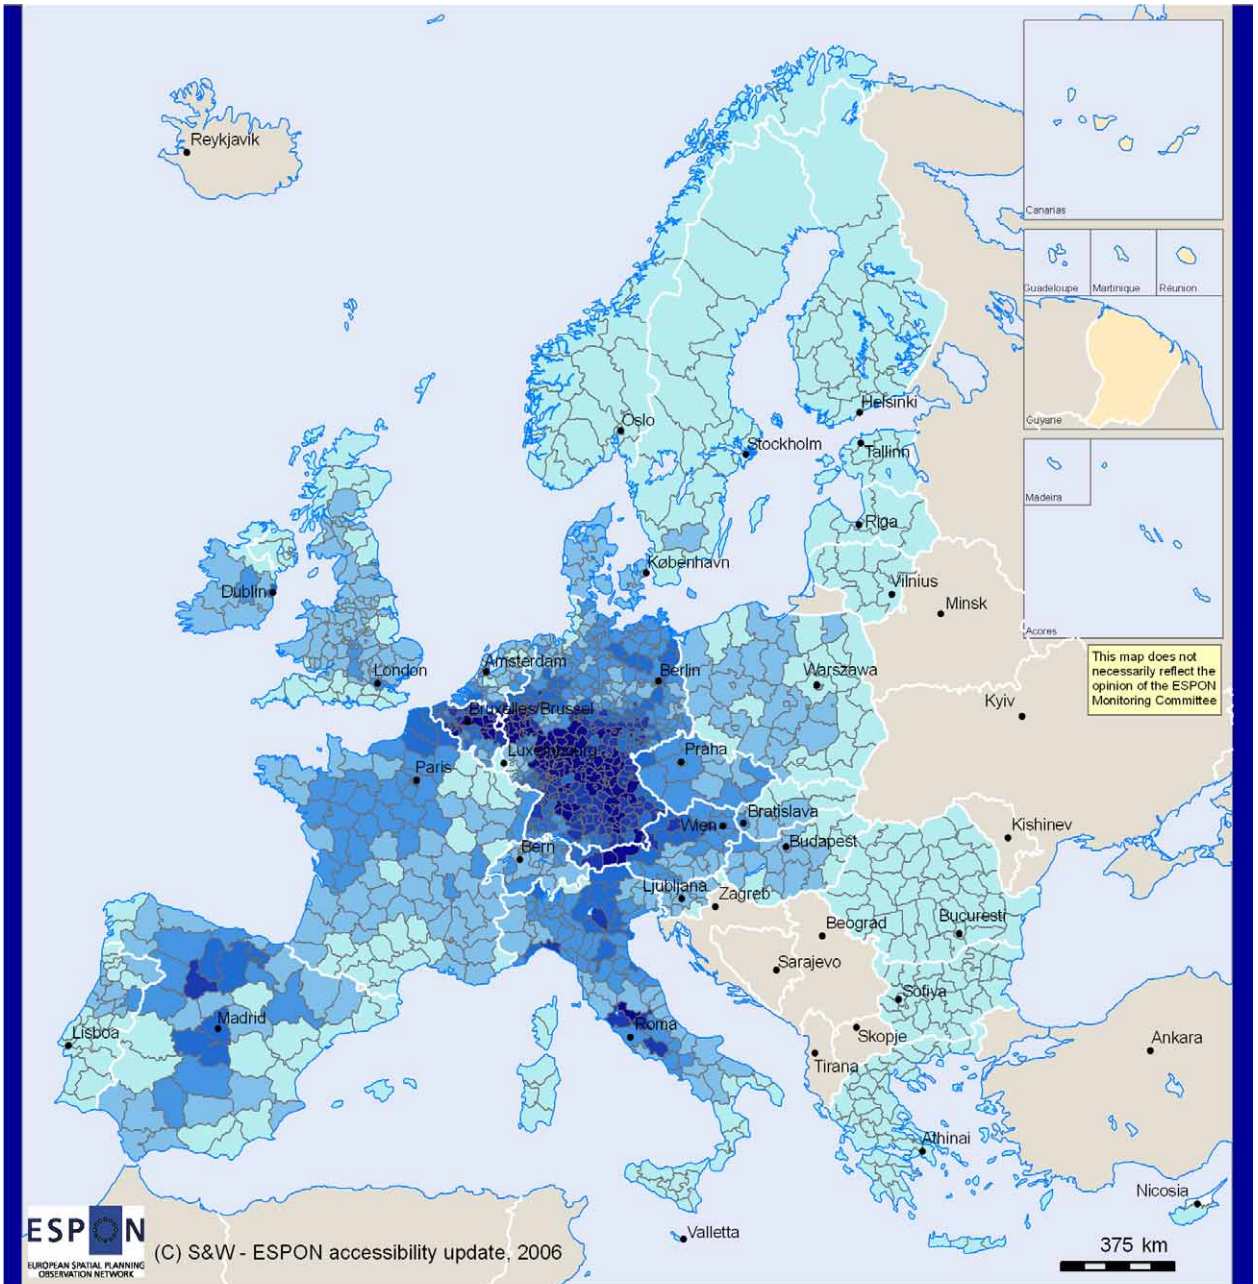 Reykjavik
Canarias
Guadeloupe
Martinique
Réunion
Guyane
Helsinki
Oslo
Stockholm
Tallinn
Madeira
Riga
København
Vilnius
Minsk
Dublin
Acores
This map does not
necessarily reflect the
opinion of the ESPON
Monitoring Committee
London
Amsterdam
Berlin
Warszawa
Kyiv
Bruxelles/Brussel
Luxembourg
Praha
Paris
Wien
Bratislava
Kishinev
Bern
Budapest
Ljubljana
Zagreb
Beograd
Bucuresti
Sarajevo
Sofiya
Madrid
Lisboa
Roma
Skopje
Ankara
Tirana
Athinai
Nicosia
Valletta
ESPON
EUROPEAN SPATIAL PLANNING
OBSERVATION NETWORK
(C) S&W - ESPON accessibility update, 2006
375 km